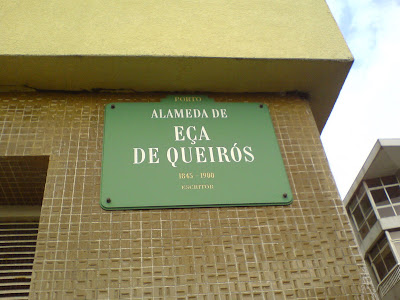 PORTO
ALAMEDA DE
EÇA
DE QUEIRÓS
1845 - 1900
ESCRITOR